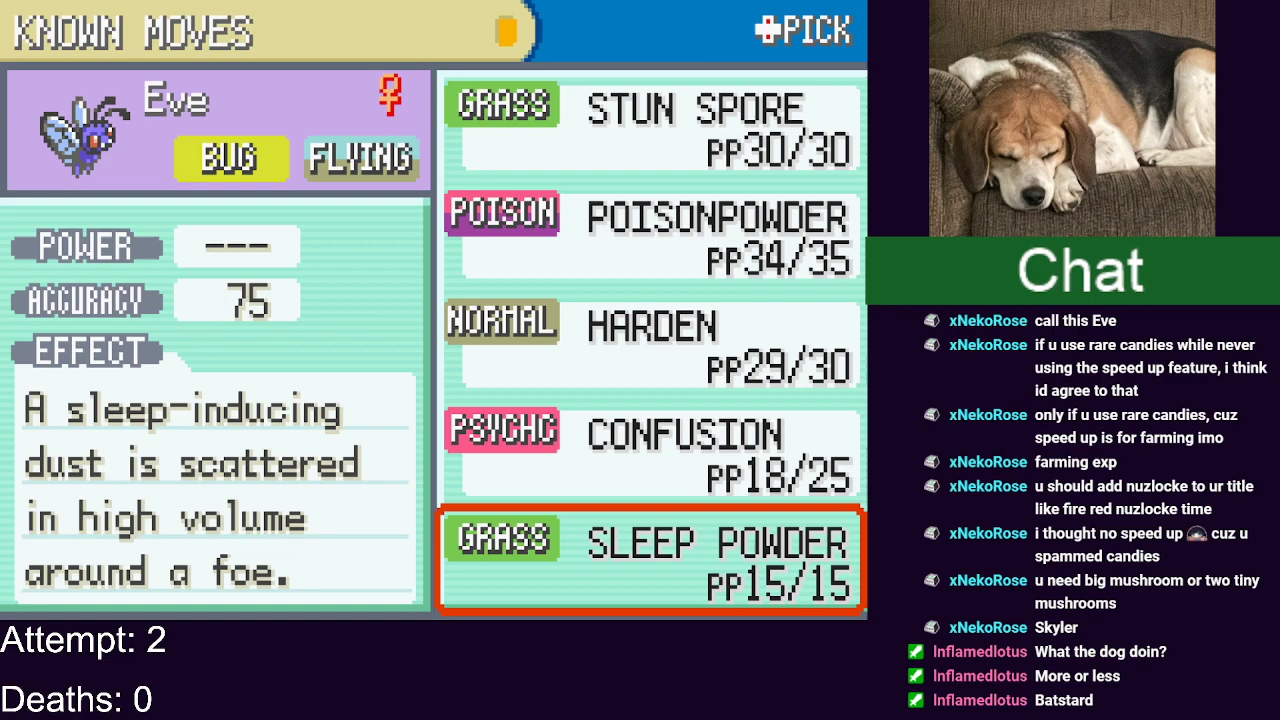 KNOWN MOVES
PICK
Eve
BUG
FLYING
POWER
---
ACCURACY
75
EFFECT
A sleep-inducing
dust is scattered
in high volume
around a foe.
GRASS
STUN SPORE
PP30/30
POISON
POISONPOWDER
PP34/35
NORMAL
HARDEN
PP29/30
PSYCHC
CONFUSION
PP18/25
GRASS
SLEEP POWDER
PP15/15
Attempt: 2
Deaths: 0
Chat
xNekoRose call this Eve
xNekoRose if u use rare candies while never
using the speed up feature, i think
id agree to that
xNekoRose only if u use rare candies, cuz
speed up is for farming imo
xNekoRose farming exp
xNekoRose u should add nuzlocke to ur title
like fire red nuzlocke time
xNekoRose i thought no speed up cuz u
spammed candies
xNekoRose u need big mushroom or two tiny
mushrooms
xNekoRose Skyler
Inflamedlotus What the dog doin?
Inflamedlotus More or less
Inflamedlotus Batstard